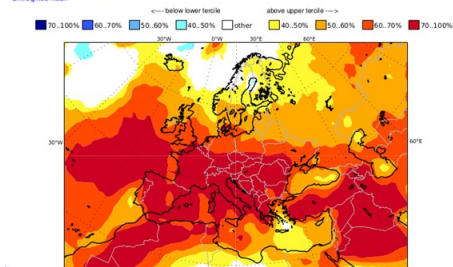 <---- below lower tercile above upper tercile ---->
70..100% 60..70% 50..60% 40..50% other 40..50% 50..60% 60..70% 70..100%
30°W 0°W 30°E 60°E
30°W 60°E